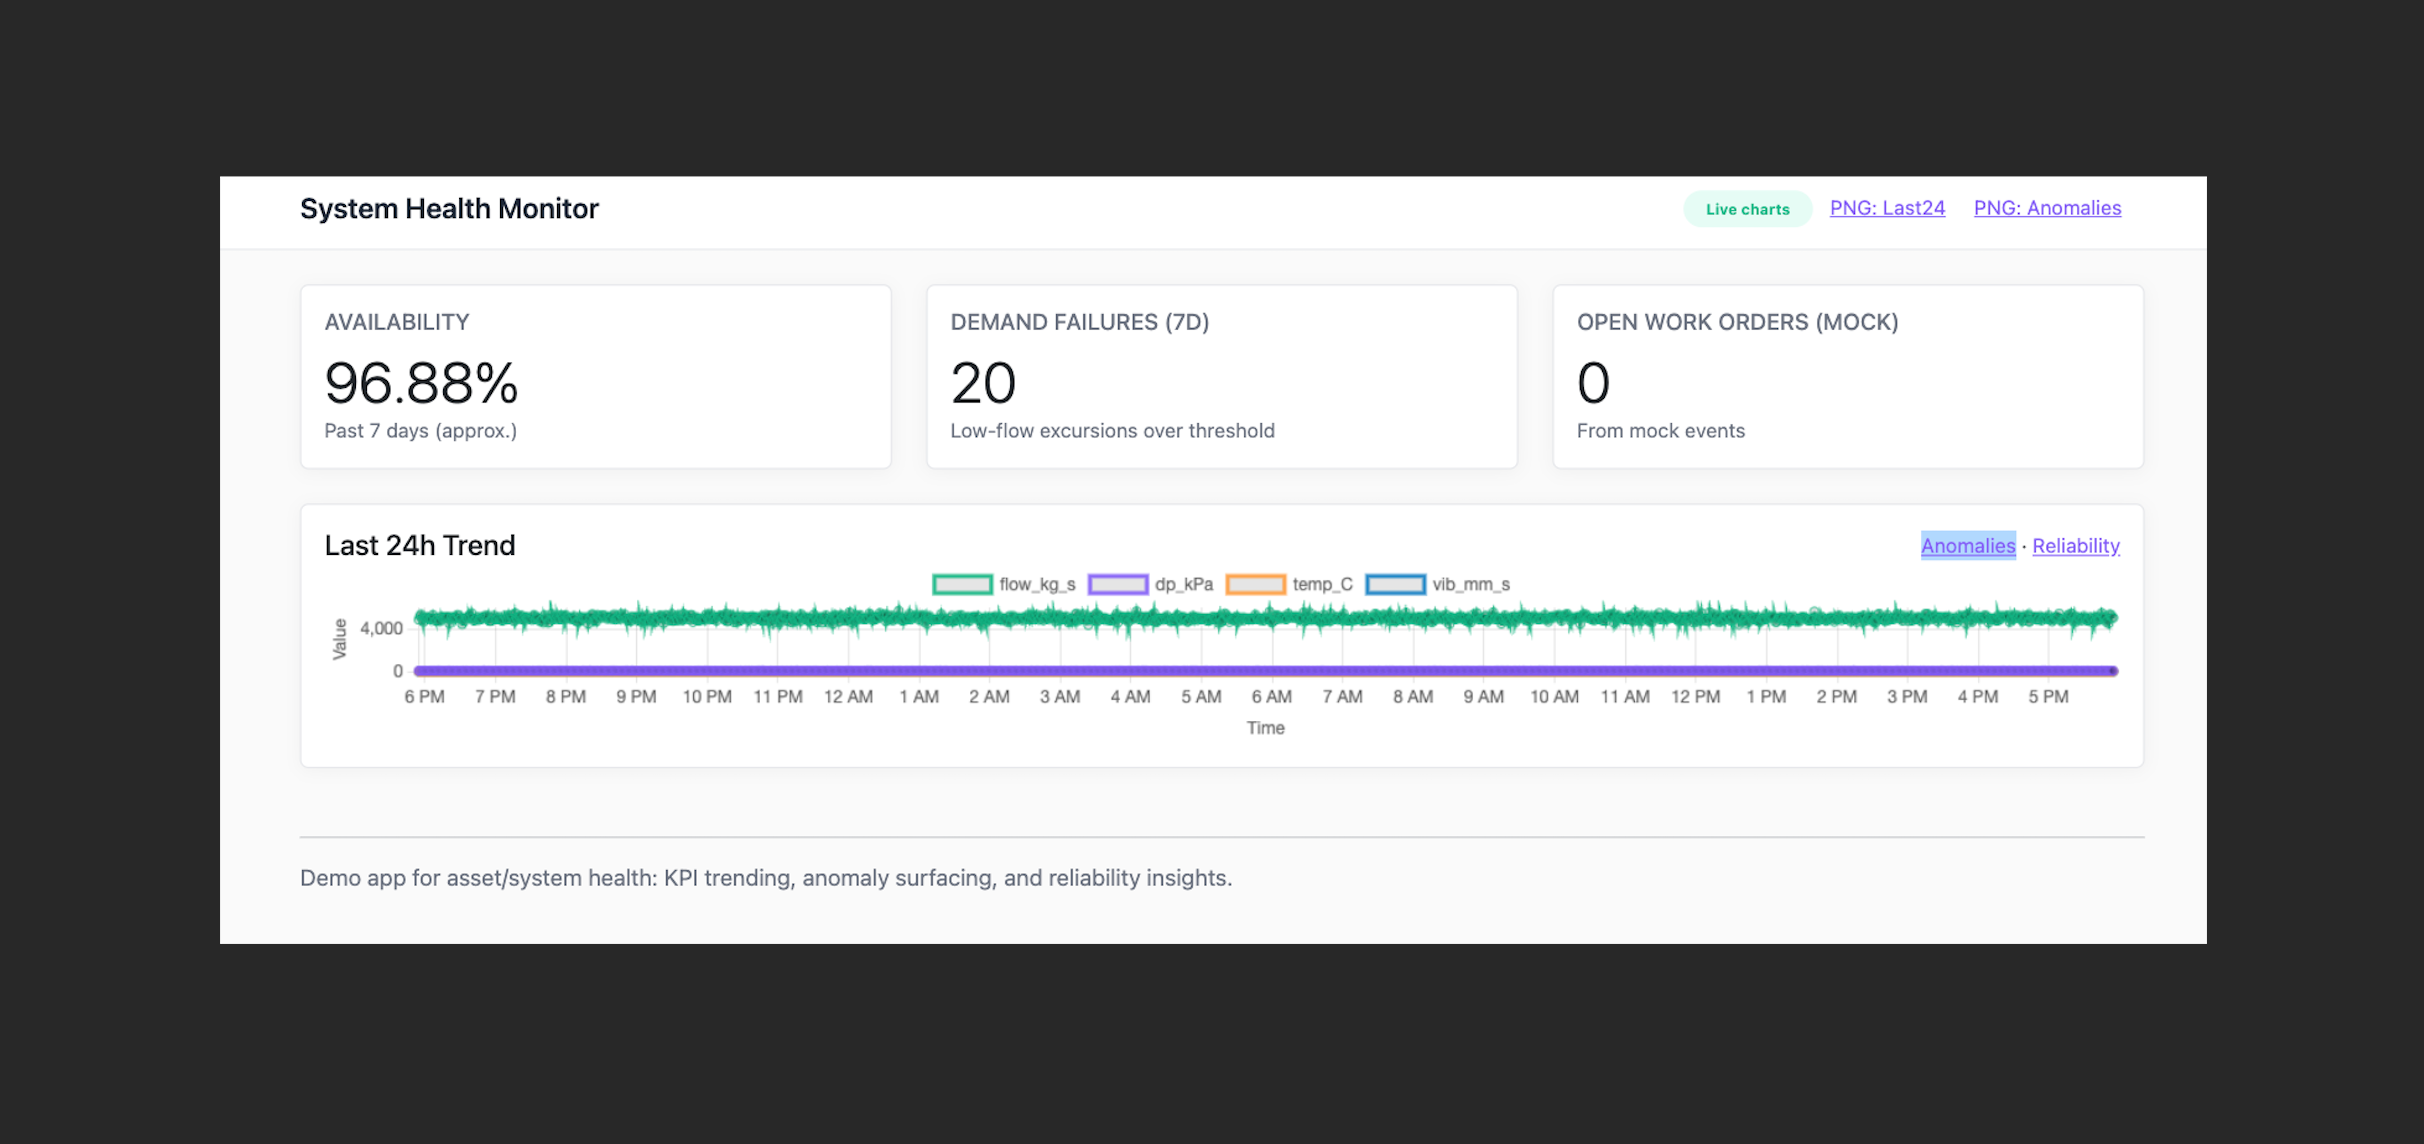 System Health Monitor
Live charts PNG: Last24 PNG: Anomalies
AVAILABILITY
96.88%
Past 7 days (approx.)
DEMAND FAILURES (7D)
20
Low-flow excursions over threshold
OPEN WORK ORDERS (MOCK)
0
From mock events
Last 24h Trend
Anomalies · Reliability
flow_kg_s dp_kPa temp_C vib_mm_s
Value
4,000
0
6 PM 7 PM 8 PM 9 PM 10 PM 11 PM 12 AM 1 AM 2 AM 3 AM 4 AM 5 AM 6 AM 7 AM 8 AM 9 AM 10 AM 11 AM 12 PM 1 PM 2 PM 3 PM 4 PM 5 PM
Time
Demo app for asset/system health: KPI trending, anomaly surfacing, and reliability insights.